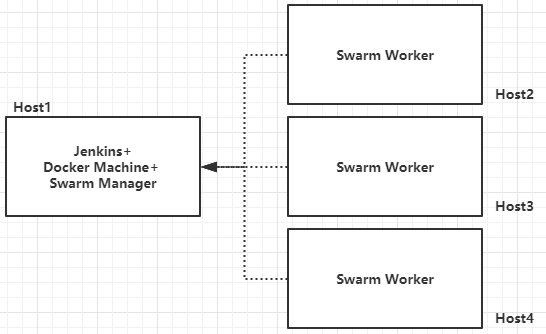 Swarm Worker
Host2
Host1
Jenkins+
Docker Machine+
Swarm Manager
Swarm Worker
Host3
Swarm Worker
Host4